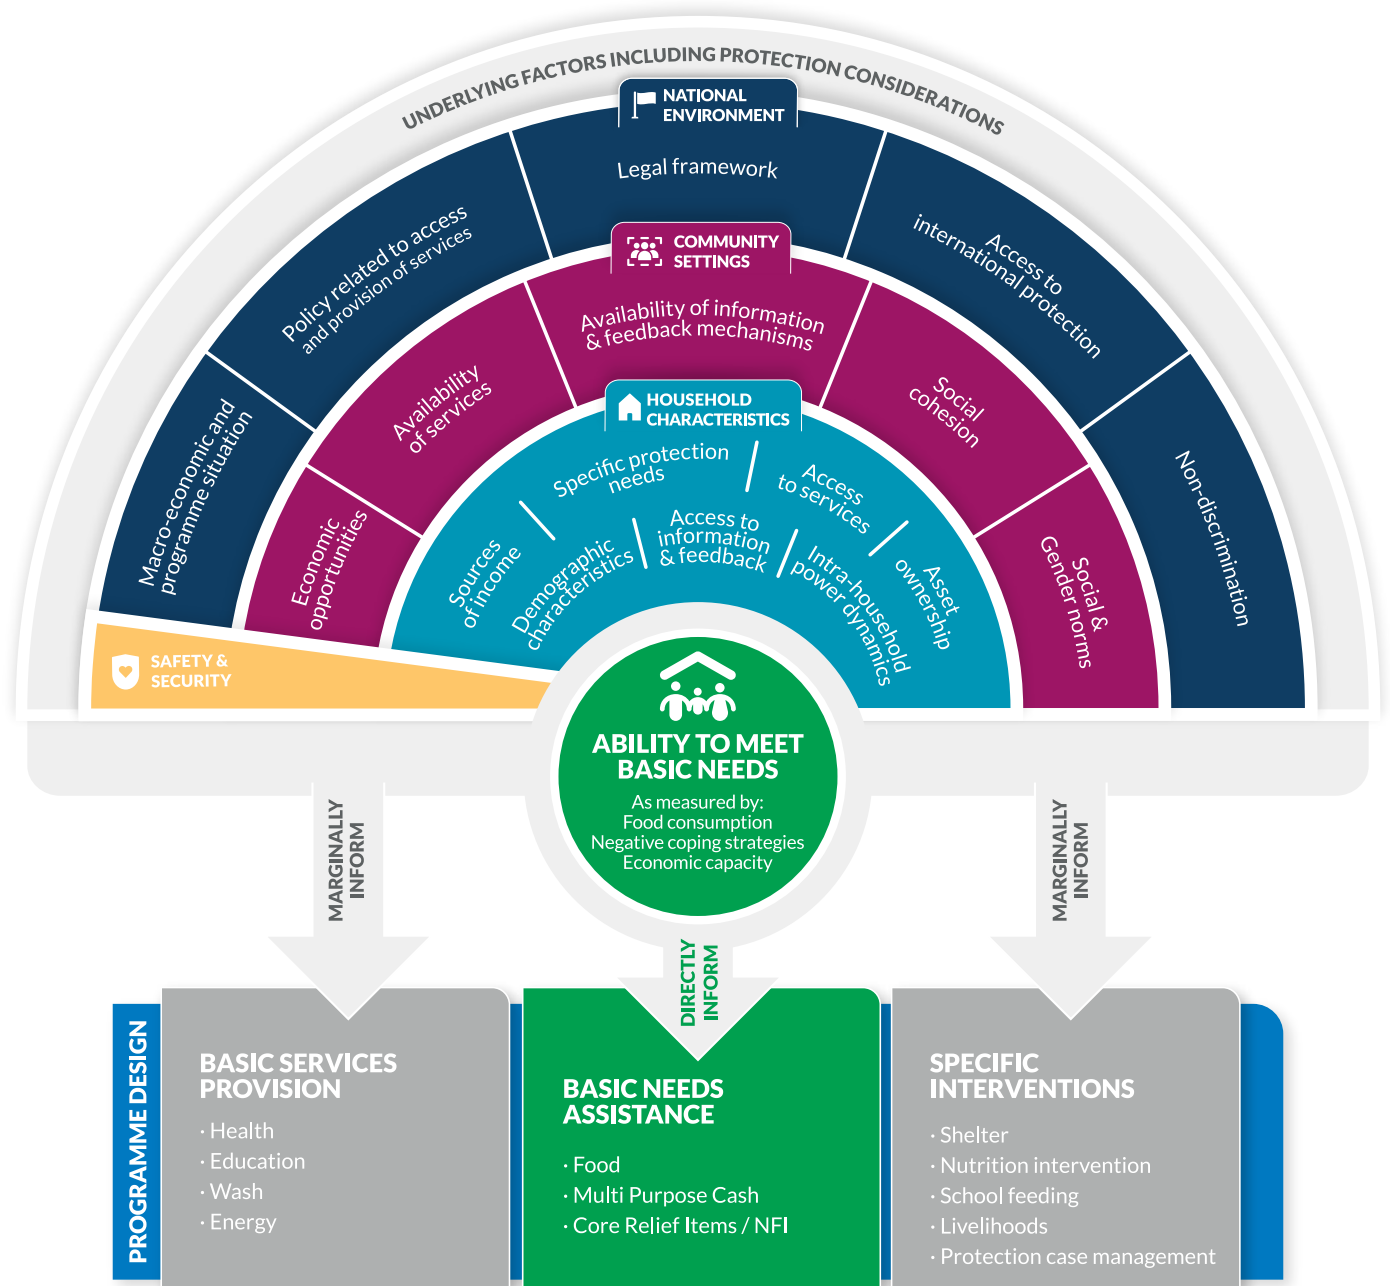 UNDERLYING FACTORS INCLUDING PROTECTION CONSIDERATIONS
NATIONAL
ENVIRONMENT
Macro-economic and
programme situation
Policy related to access
and provision of services
Legal framework
Access to
international protection
Non-discrimination
COMMUNITY
SETTINGS
Economic
opportunities
Availability
of services
Availability of information
& feedback mechanisms
Social
cohesion
Social &
Gender norms
HOUSEHOLD
CHARACTERISTICS
Sources
of income
Specific protection
needs
Access
to services
Asset
ownership
Demographic
characteristics
Access to
information
& feedback
Intra-household
power dynamics
SAFETY &
SECURITY
ABILITY TO MEET
BASIC NEEDS
As measured by:
Food consumption
Negative coping strategies
Economic capacity
MARGINALLY
INFORM
DIRECTLY
INFORM
MARGINALLY
INFORM
PROGRAMME DESIGN
BASIC SERVICES
PROVISION
· Health
· Education
· Wash
· Energy
BASIC NEEDS
ASSISTANCE
· Food
· Multi Purpose Cash
· Core Relief Items / NFI
SPECIFIC
INTERVENTIONS
· Shelter
· Nutrition intervention
· School feeding
· Livelihoods
· Protection case management